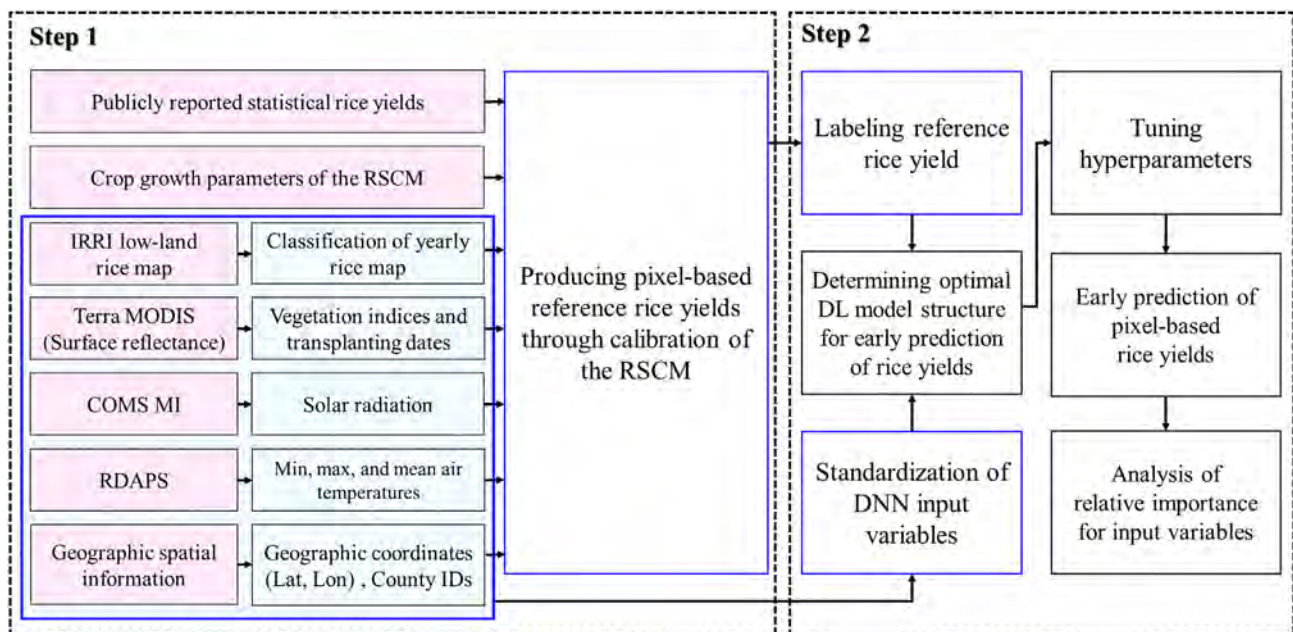 Step 1
Publicly reported statistical rice yields
Crop growth parameters of the RSCM
IRRI low-land
rice map
Classification of yearly
rice map
Terra MODIS
(Surface reflectance)
Vegetation indices and
transplanting dates
COMS MI
Solar radiation
RDAPS
Min, max, and mean air
temperatures
Geographic spatial
information
Geographic coordinates
(Lat, Lon) , County IDs
Producing pixel-based
reference rice yields
through calibration of
the RSCM
Step 2
Labeling reference
rice yield
Determining optimal
DL model structure
for early prediction
of rice yields
Standardization of
DNN input
variables
Tuning
hyperparameters
Early prediction of
pixel-based
rice yields
Analysis of
relative importance
for input variables